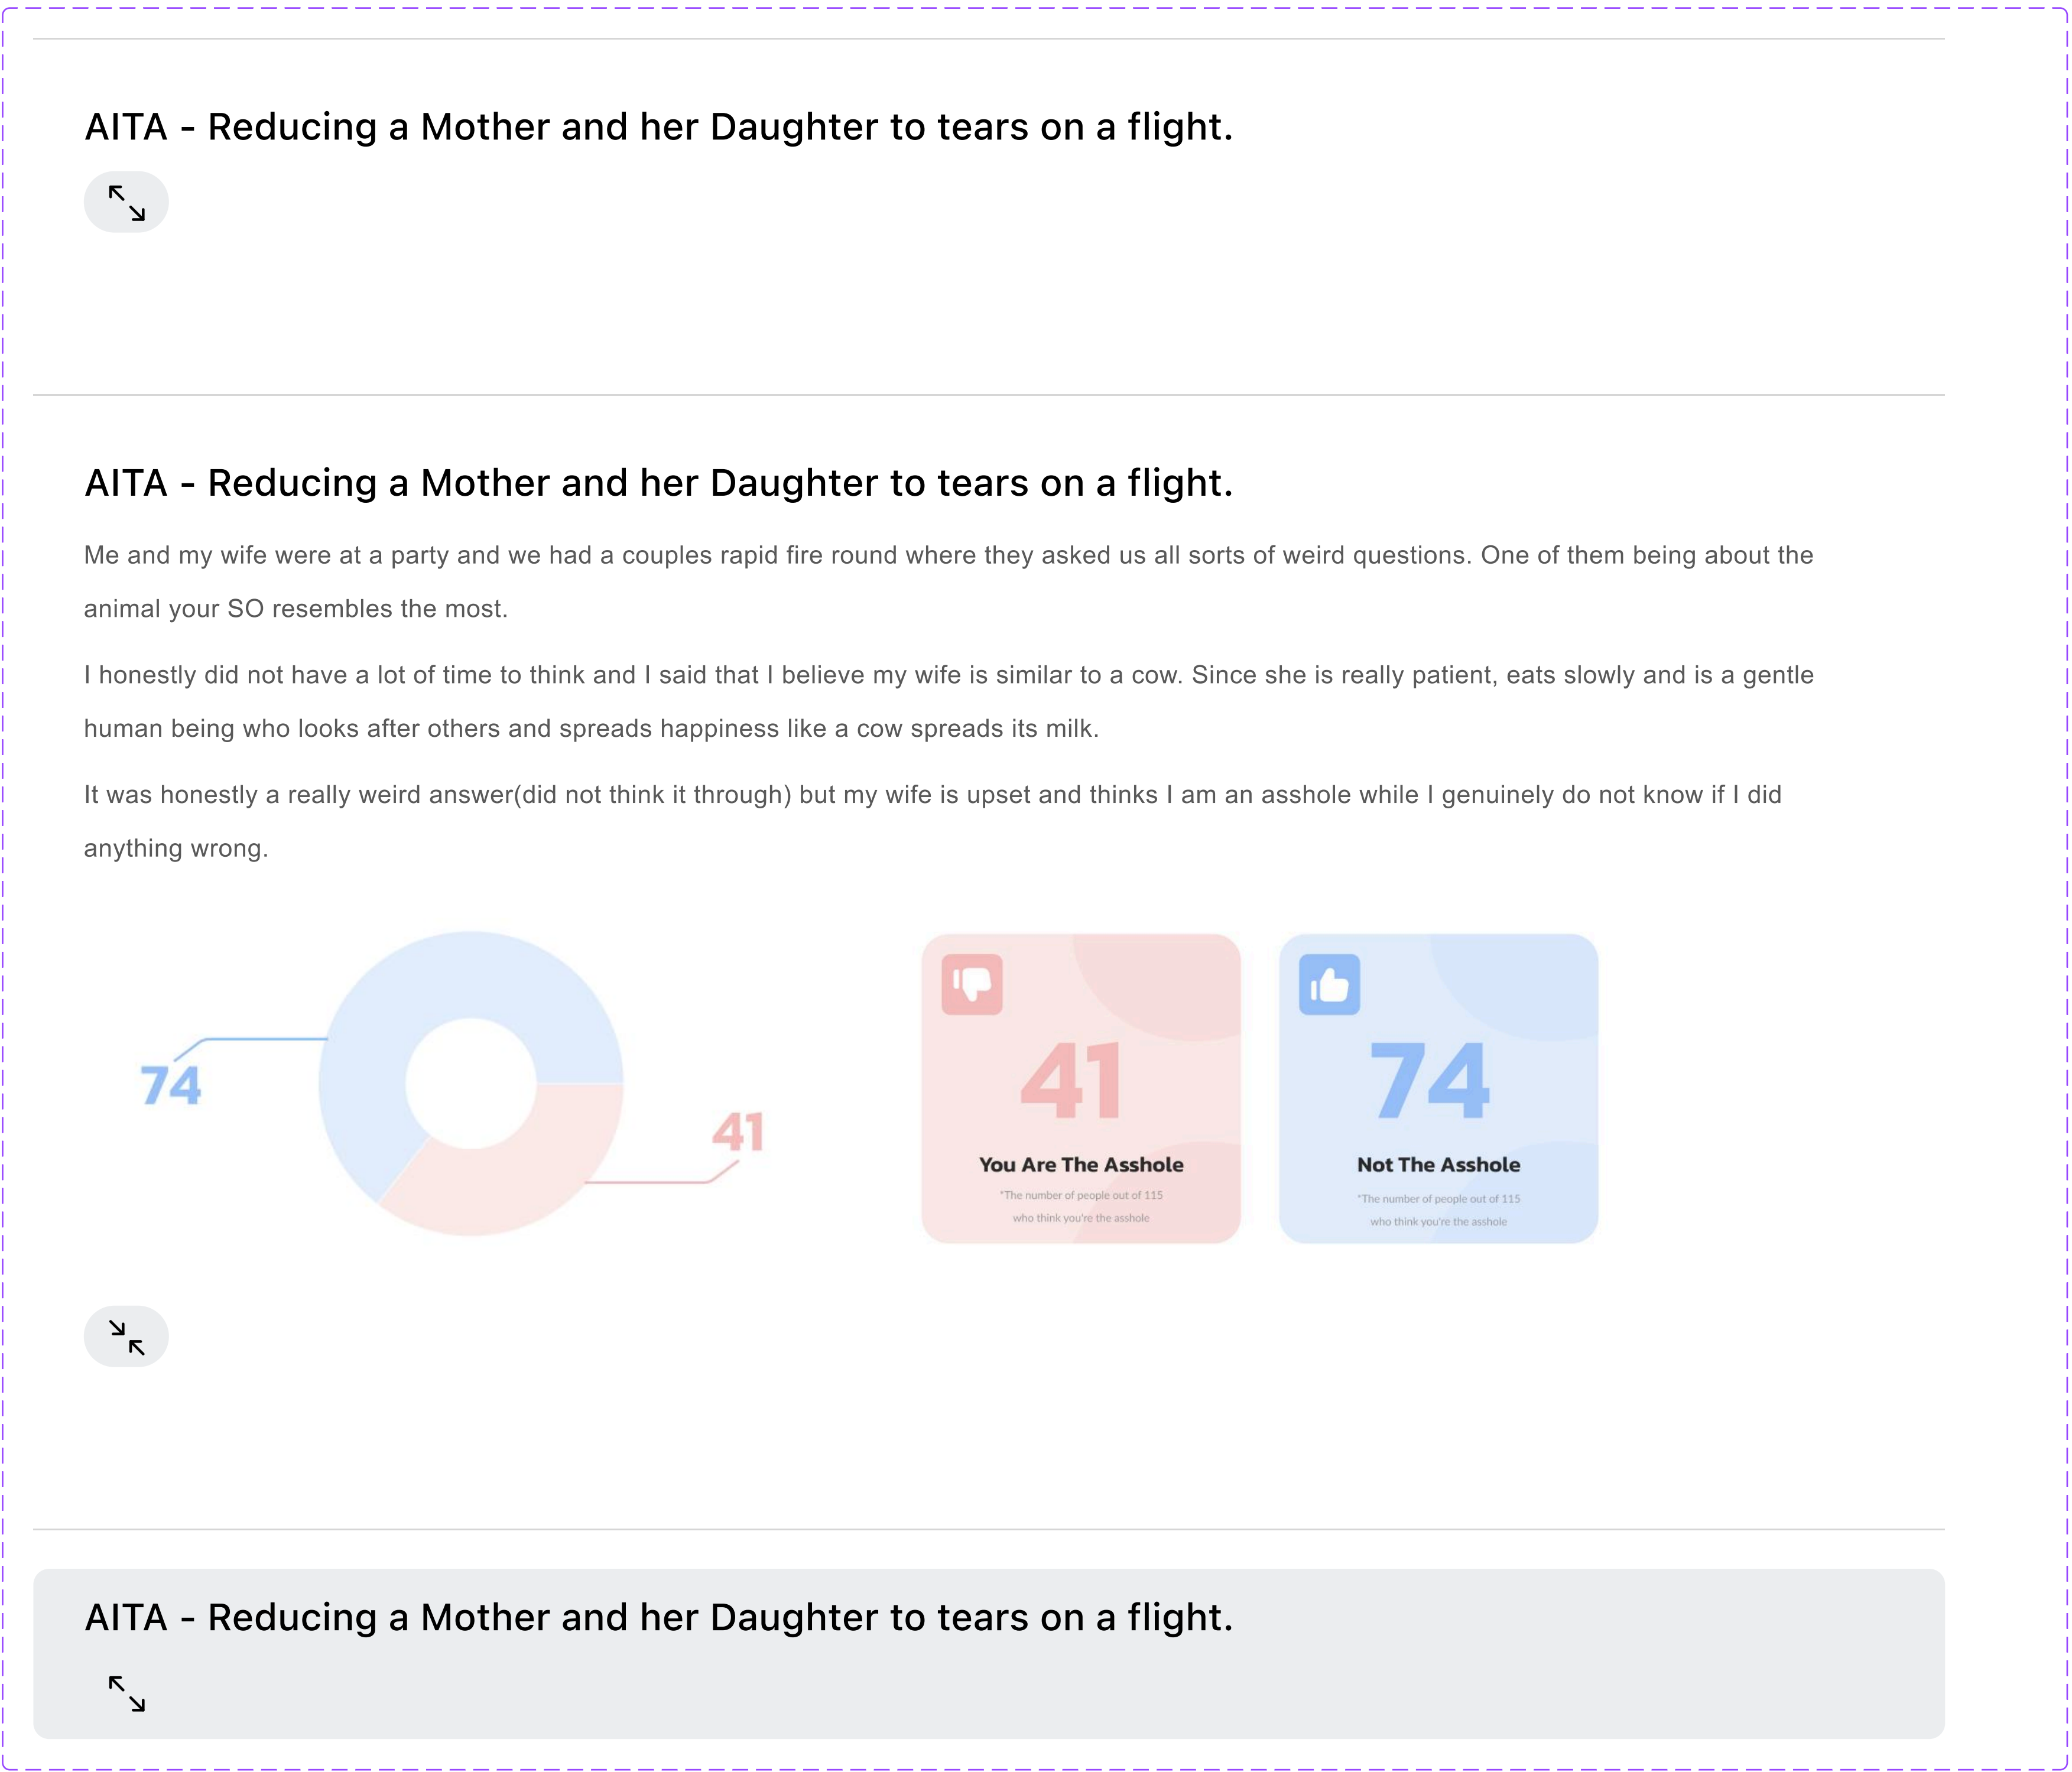 AITA - Reducing a Mother and her Daughter to tears on a flight.
AITA - Reducing a Mother and her Daughter to tears on a flight.
Me and my wife were at a party and we had a couples rapid fire round where they asked us all sorts of weird questions. One of them being about the
animal your SO resembles the most.
I honestly did not have a lot of time to think and I said that I believe my wife is similar to a cow. Since she is really patient, eats slowly and is a gentle
human being who looks after others and spreads happiness like a cow spreads its milk.
It was honestly a really weird answer(did not think it through) but my wife is upset and thinks I am an asshole while I genuinely do not know if I did
anything wrong.
74
41
41
You Are The Asshole
*The number of people out of 115
who think you're the asshole
74
Not The Asshole
*The number of people out of 115
who think you're the asshole
AITA - Reducing a Mother and her Daughter to tears on a flight.